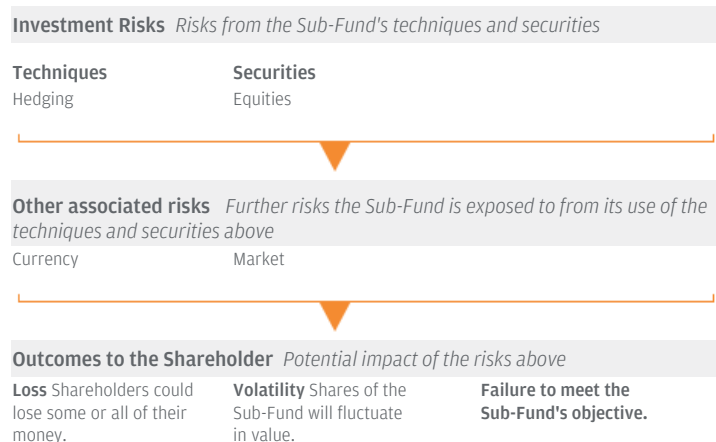 Investment Risks Risks from the Sub-Fund's techniques and securities
Techniques Securities
Hedging Equities
Other associated risks Further risks the Sub-Fund is exposed to from its use of the
techniques and securities above
Currency Market
Outcomes to the Shareholder Potential impact of the risks above
Loss Shareholders could
lose some or all of their
money.
Volatility Shares of the
Sub-Fund will fluctuate
in value.
Failure to meet the
Sub-Fund's objective.